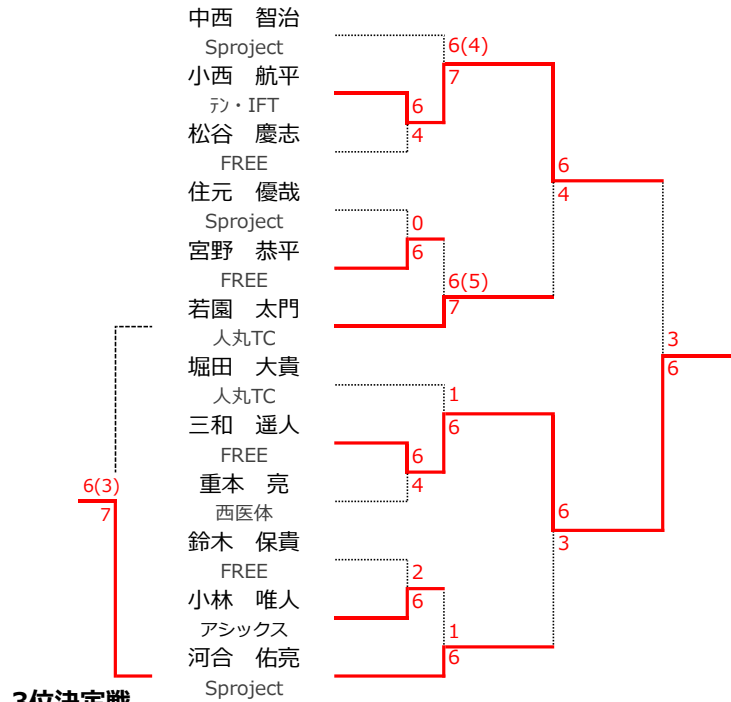 中西　智治
Sproject
6(4)
小西　航平
7
テン・IFT
6
松谷　慶志
4
FREE
6
住元　優哉
4
Sproject
0
宮野　恭平
6
FREE
6(5)
若園　太門
7
人丸TC
3
堀田　大貴
6
人丸TC
1
三和　遥人
6
FREE
6
重本　亮
4
6(3)
西医体
7
6
鈴木　保貴
3
FREE
2
小林　唯人
6
アシックス
1
河合　佑亮
6
Sproject
3位決定戦